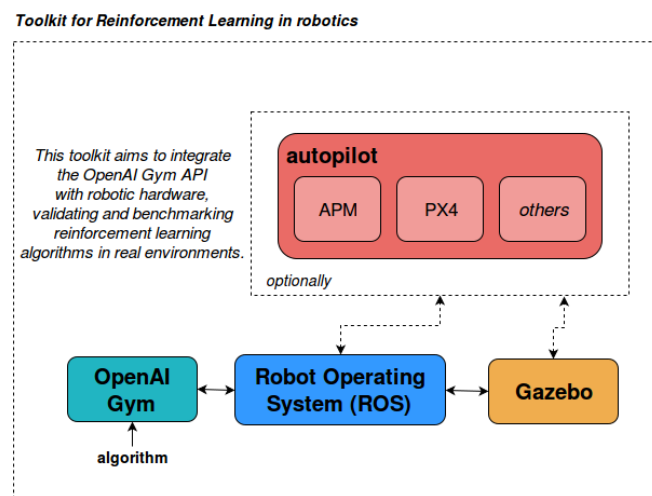 Toolkit for Reinforcement Learning in robotics
This toolkit aims to integrate
the OpenAI Gym API
with robotic hardware,
validating and benchmarking
reinforcement learning
algorithms in real environments.
autopilot
APM
PX4
others
optionally
OpenAI
Gym
Robot Operating
System (ROS)
Gazebo
algorithm